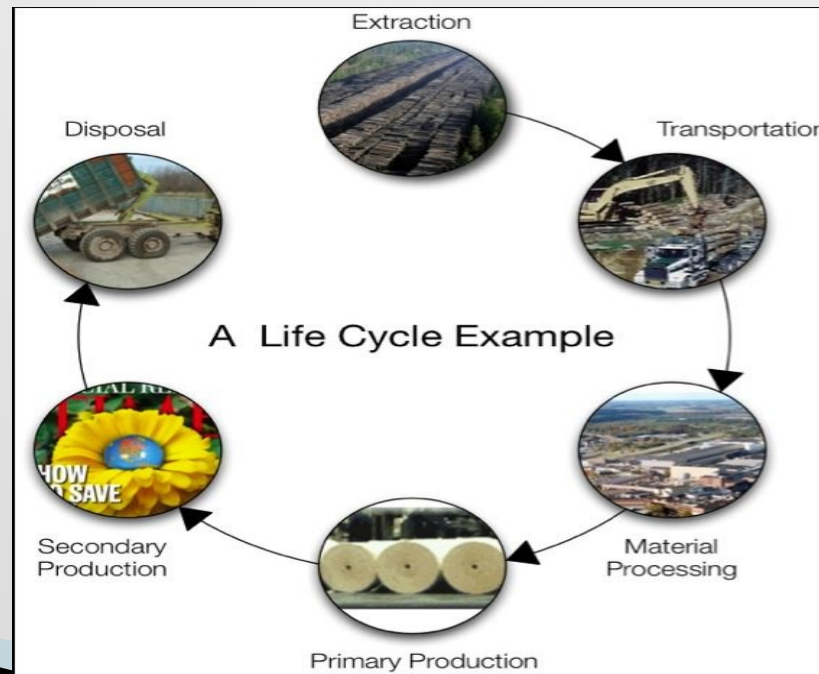 Extraction
Disposal
Transportation
A Life Cycle Example
HOW
SAVE
Secondary
Production
Material
Processing
Primary Production